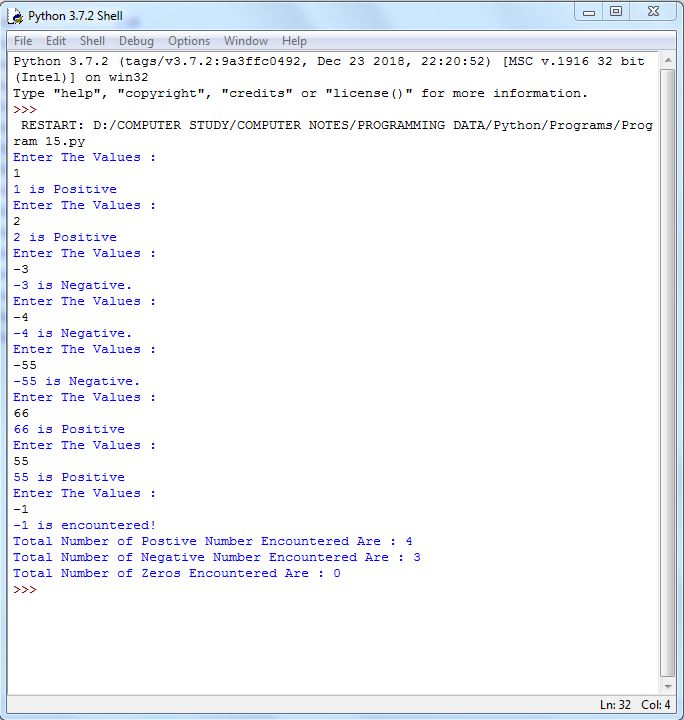 Python 3.7.2 Shell
File Edit Shell Debug Options Window Help
Python 3.7.2 (tags/v3.7.2:9a3ffc0492, Dec 23 2018, 22:20:52) [MSC v.1916 32 bit
(Intel)] on win32
Type "help", "copyright", "credits" or "license()" for more information.
>>>
RESTART: D:/COMPUTER STUDY/COMPUTER NOTES/PROGRAMMING DATA/Python/Programs/Prog
ram 15.py
Enter The Values :
1
1 is Positive
Enter The Values :
2
2 is Positive
Enter The Values :
-3
-3 is Negative.
Enter The Values :
-4
-4 is Negative.
Enter The Values :
-55
-55 is Negative.
Enter The Values :
66
66 is Positive
Enter The Values :
55
55 is Positive
Enter The Values :
-1
-1 is encountered!
Total Number of Postive Number Encountered Are : 4
Total Number of Negative Number Encountered Are : 3
Total Number of Zeros Encountered Are : 0
>>>
Ln: 32 Col: 4